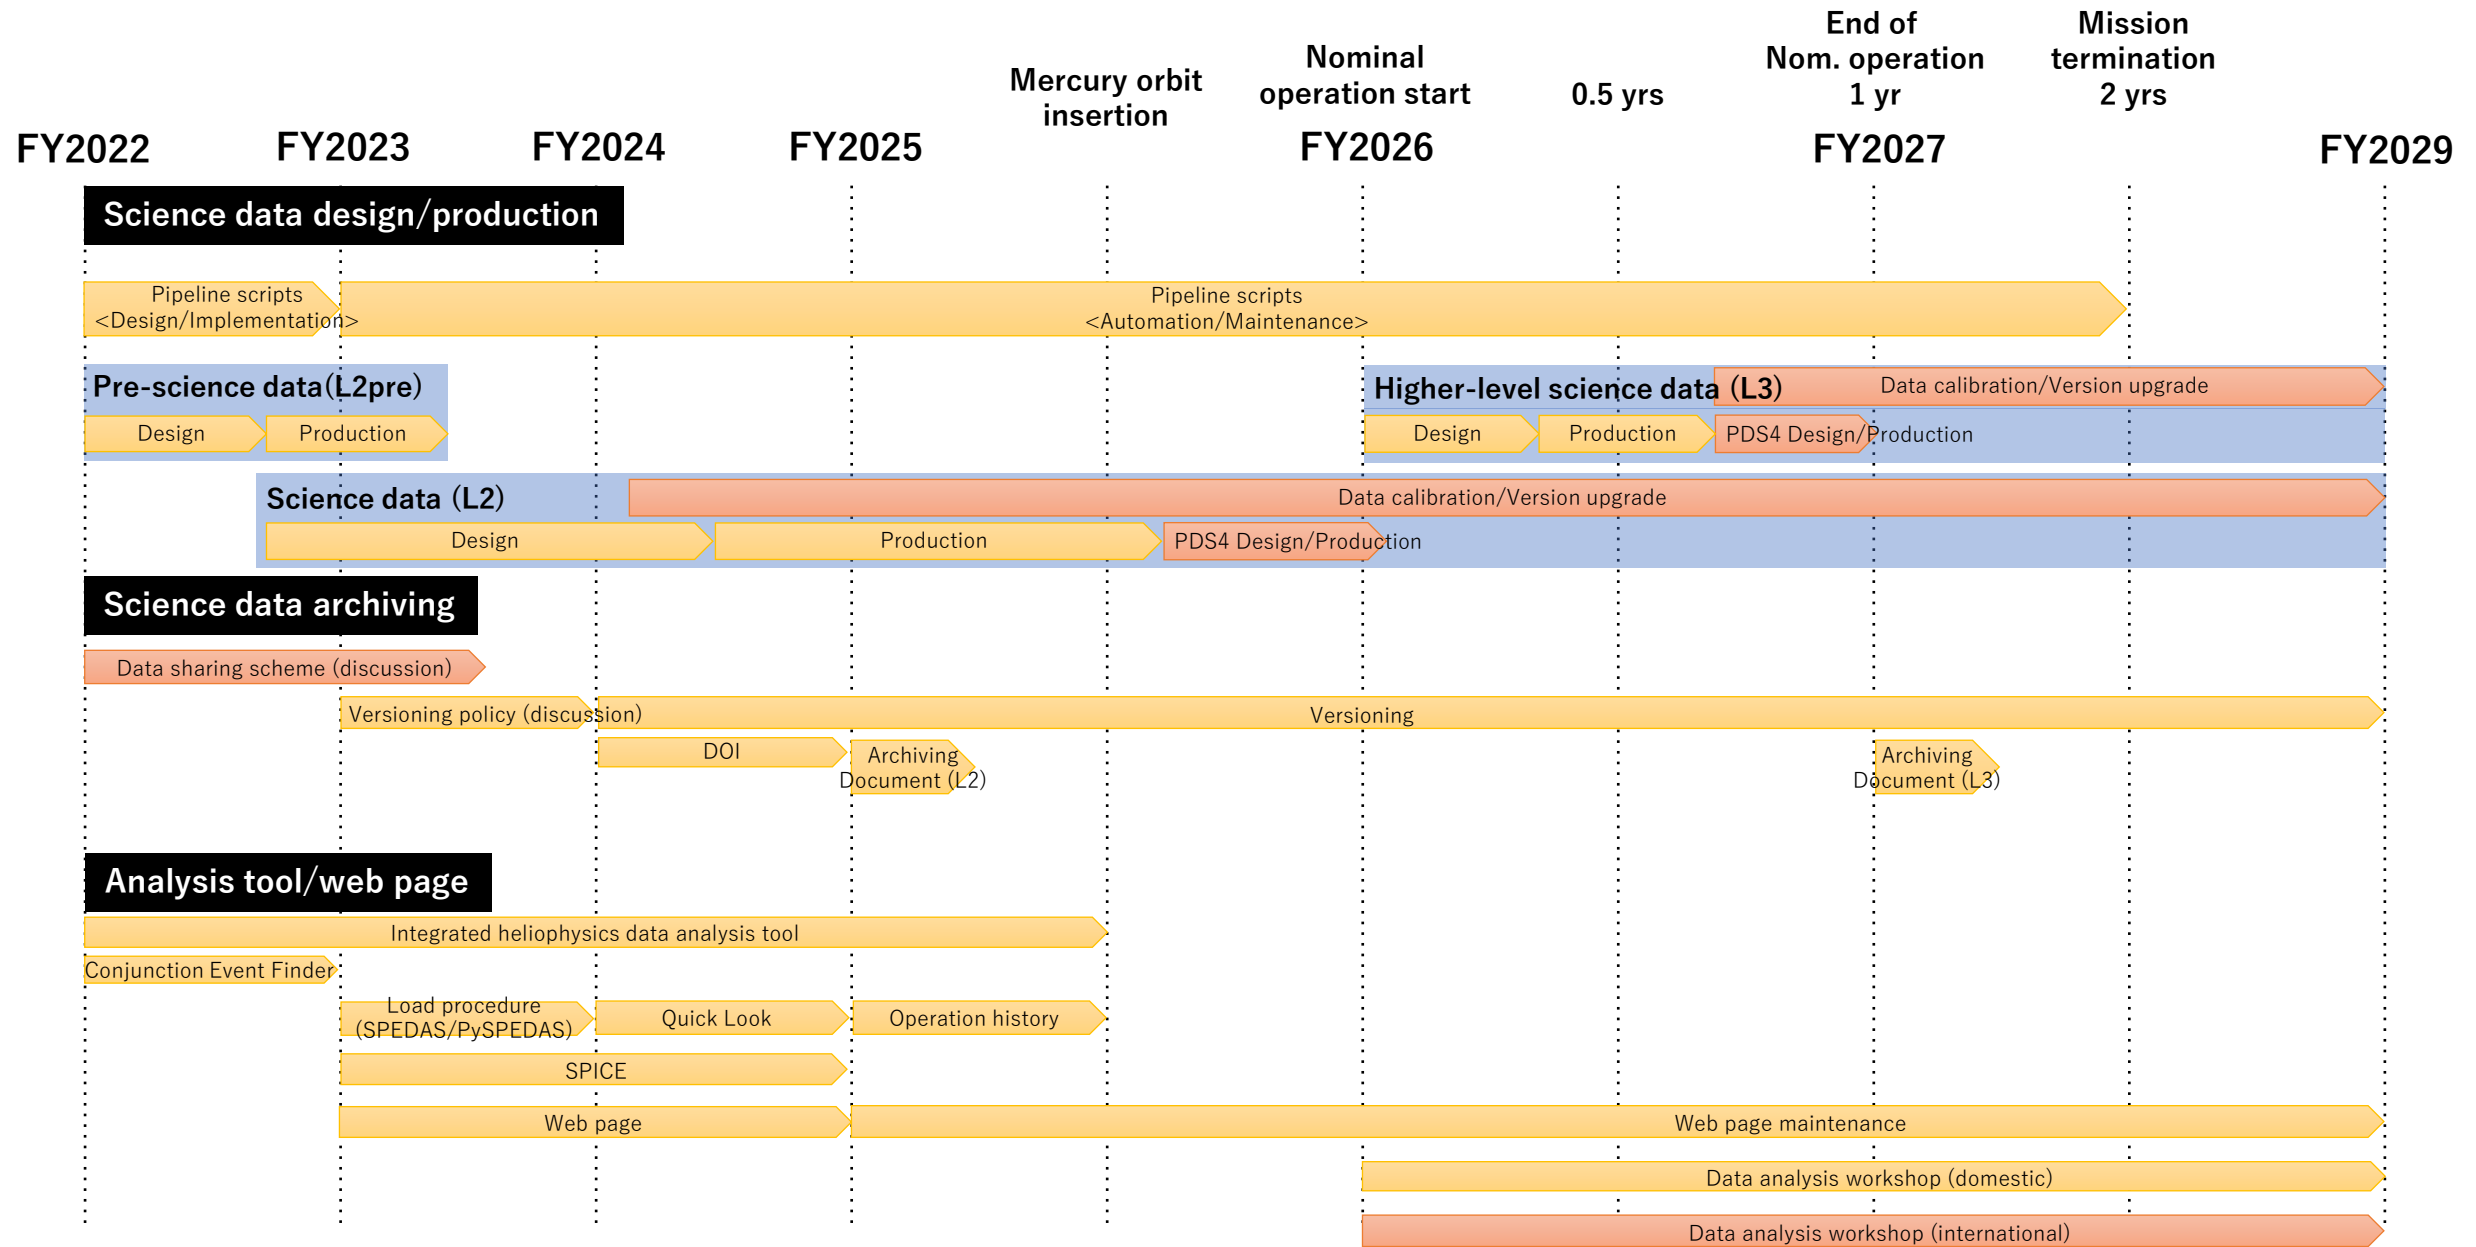 End of
Mission
Nominal
Nom. operation
termination
Mercury orbit
operation start
0.5 yrs
1 yr
2 yrs
insertion
FY2022
FY2023
FY2024
FY2025
FY2026
FY2027
FY2029
Science data design/production
Pipeline scripts
<Design/Implementation>
Pipeline scripts
<Automation/Maintenance>
Pre-science data(L2pre)
Design
Production
Higher-level science data (L3)
Data calibration/Version upgrade
Design
Production
PDS4 Design/Production
Science data (L2)
Data calibration/Version upgrade
Design
Production
PDS4 Design/Production
Science data archiving
Data sharing scheme (discussion)
Versioning policy (discussion)
Versioning
DOI
Archiving
Document (L2)
Archiving
Document (L3)
Analysis tool/web page
Integrated heliophysics data analysis tool
Conjunction Event Finder
Load procedure
(SPEDAS/PySPEDAS)
Quick Look
Operation history
SPICE
Web page
Web page maintenance
Data analysis workshop (domestic)
Data analysis workshop (international)